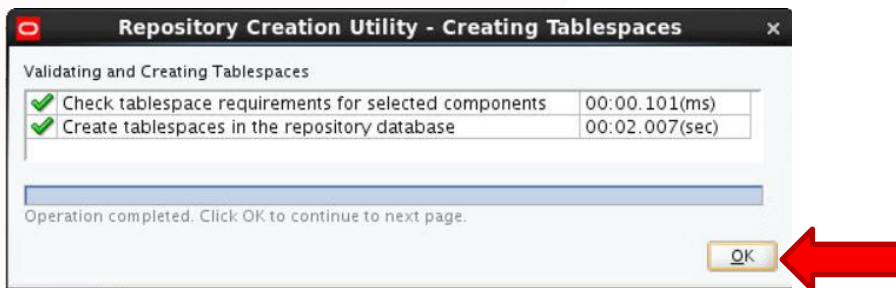 Repository Creation Utility - Creating Tablespaces
Validating and Creating Tablespaces
Check tablespace requirements for selected components 00:00.101(ms)
Create tablespaces in the repository database 00:02.007(sec)
Operation completed. Click OK to continue to next page.
OK